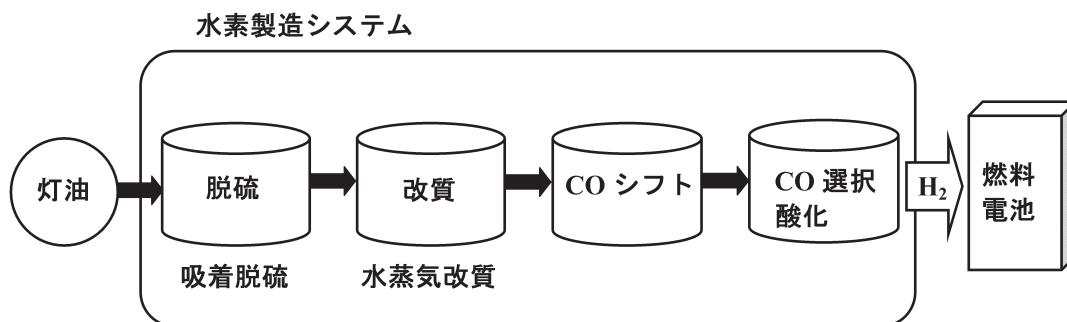 水素製造システム
灯油
脱硫
改質
CO シフト
CO 選択
酸化
H₂
燃料
電池
吸着脱硫
水蒸気改質